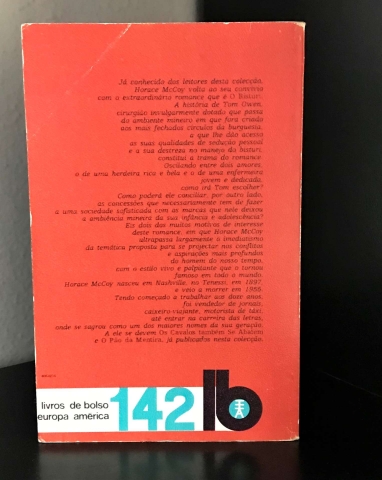 Já conhecido dos leitores desta colecção,
Horace McCoy volta ao seu convívio
com o extraordinário romance que é O Bisturi.
A história de Tom Owen,
cirurgião invulgarmente dotado que passa
do ambiente mineiro em que fora criado
aos mais fechados círculos da burguesia,
a que lhe dão acesso
as suas qualidades de sedução pessoal
e a sua destreza no manejo do bisturi,
constitui a trama do romance.
Oscilando entre dois amores,
o de uma herdeira rica e bela e o de uma enfermeira
jovem e dedicada,
como irá Tom escolher?
Como poderá ele conciliar, por outro lado,
as concessões que necessariamente tem de fazer
a uma sociedade sofisticada com as marcas que nele deixou
a ambiência mineira da sua infância e adolescência?
Eis dois dos muitos motivos de interesse
deste romance, em que Horace McCoy
ultrapassa largamente o imediatismo
da temática proposta para se projectar nos conflitos
e aspirações mais profundos
do homem do nosso tempo,
com o estilo vivo e palpitante que o tornou
famoso em todo o mundo.
Horace McCoy nasceu em Nashville, no Tenessi, em 1897,
e veio a morrer em 1955.
Tendo começado a trabalhar aos doze anos,
foi vendedor de jornais,
caixeiro-viajante, motorista de táxi,
até entrar na carreira das letras,
onde se sagrou como um dos maiores nomes da sua geração.
A ele se devem Os Cavalos também Se Abatem
e O Pão da Mentira, já publicados nesta colecção.
livros de bolso
europa américa
142
lb